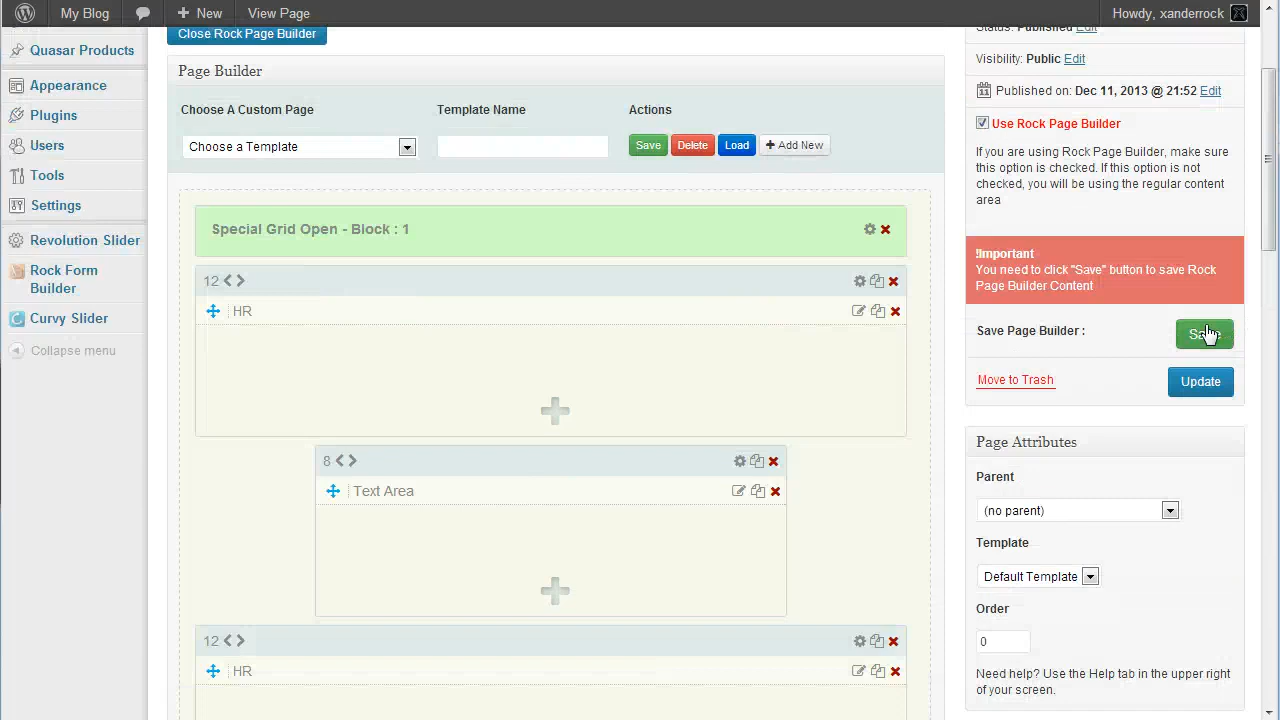 My Blog
New
View Page
Howdy, xanderrock
Quasar Products
Appearance
Plugins
Users
Tools
Settings
Revolution Slider
Rock Form
Builder
Curvy Slider
Collapse menu
Close Rock Page Builder
Page Builder
Choose A Custom Page
Template Name
Actions
Choose a Template
Save
Delete
Load
Add New
Special Grid Open - Block : 1
12
HR
8
Text Area
12
HR
Status: Published Edit
Visibility: Public Edit
Published on: Dec 11, 2013 @ 21:52 Edit
Use Rock Page Builder
If you are using Rock Page Builder, make sure
this option is checked. If this option is not
checked, you will be using the regular content
area
!Important
You need to click "Save" button to save Rock
Page Builder Content
Save Page Builder :
Save
Move to Trash
Update
Page Attributes
Parent
(no parent)
Template
Default Template
Order
0
Need help? Use the Help tab in the upper right
of your screen.